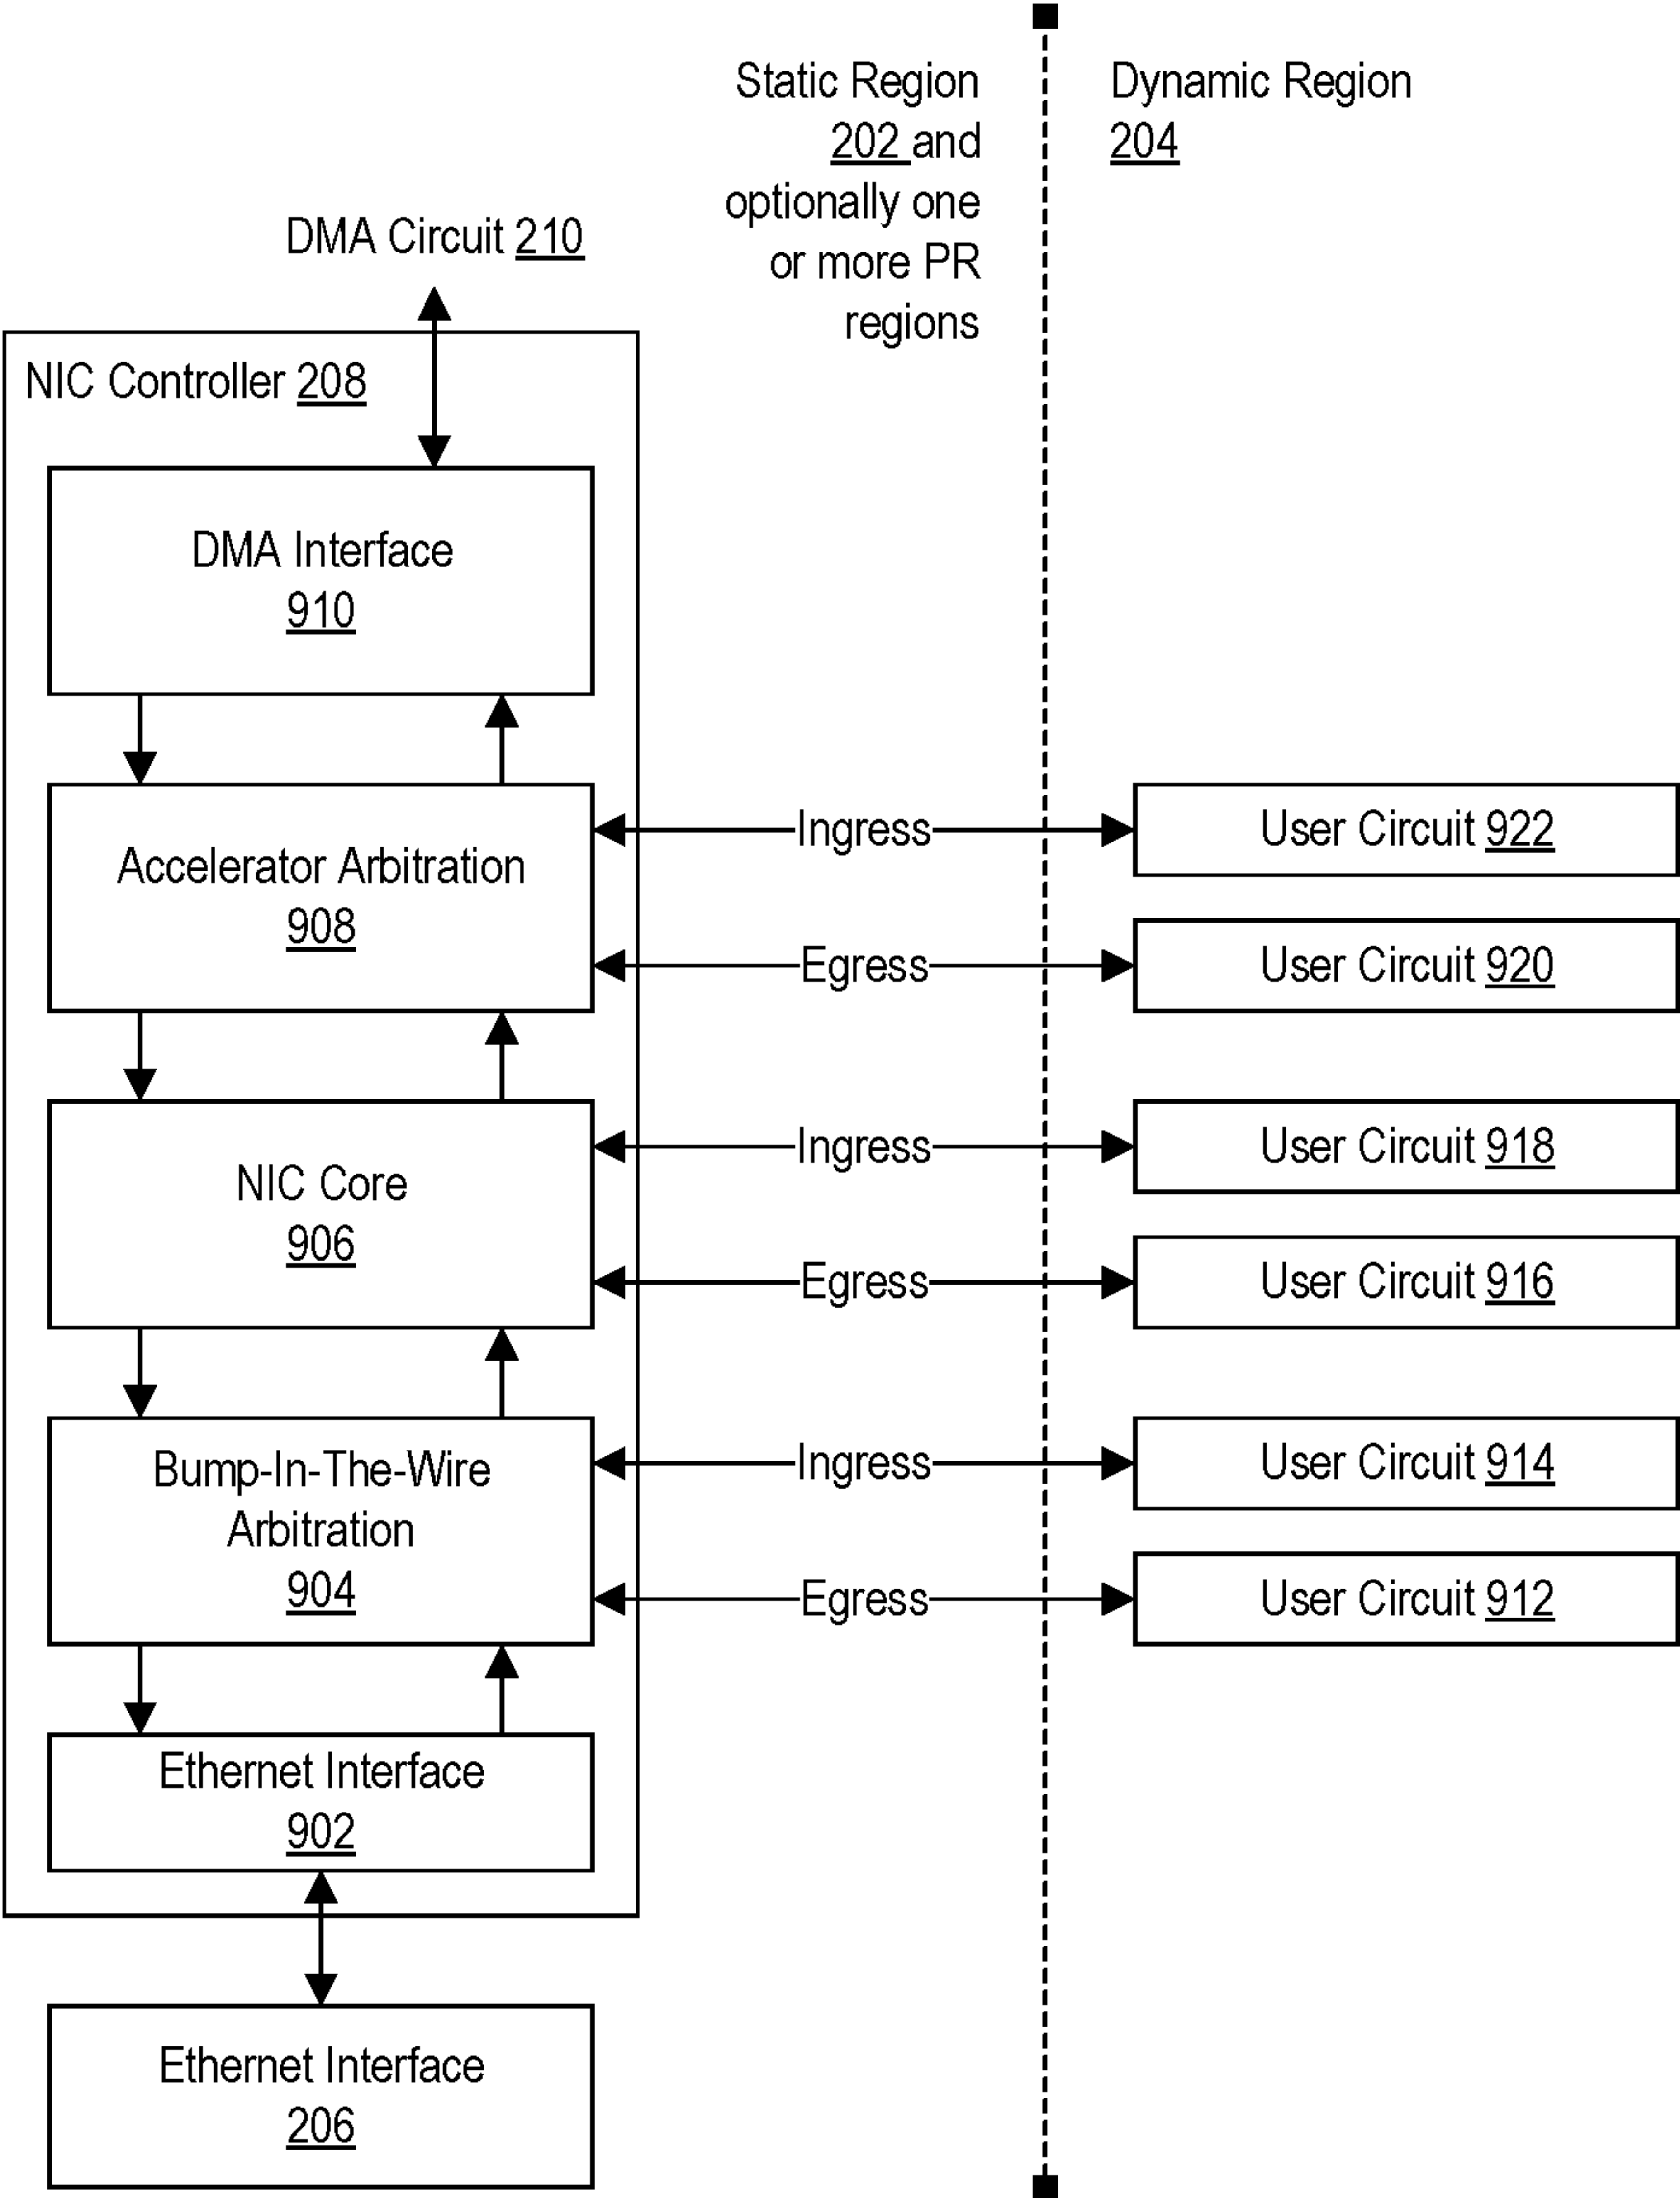 Static Region
202 and
optionally one
or more PR
regions
Dynamic Region
204
DMA Circuit 210
NIC Controller 208
DMA Interface
910
Accelerator Arbitration
908
Ingress
User Circuit 922
Egress
User Circuit 920
NIC Core
906
Ingress
User Circuit 918
Egress
User Circuit 916
Bump-In-The-Wire
Arbitration
904
Ingress
User Circuit 914
Egress
User Circuit 912
Ethernet Interface
902
Ethernet Interface
206